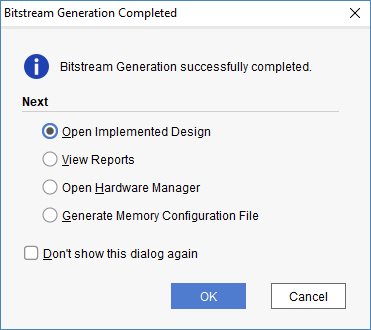 Bitstream Generation Completed
Bitstream Generation successfully completed.
Next
Open Implemented Design
View Reports
Open Hardware Manager
Generate Memory Configuration File
Don't show this dialog again
OK
Cancel